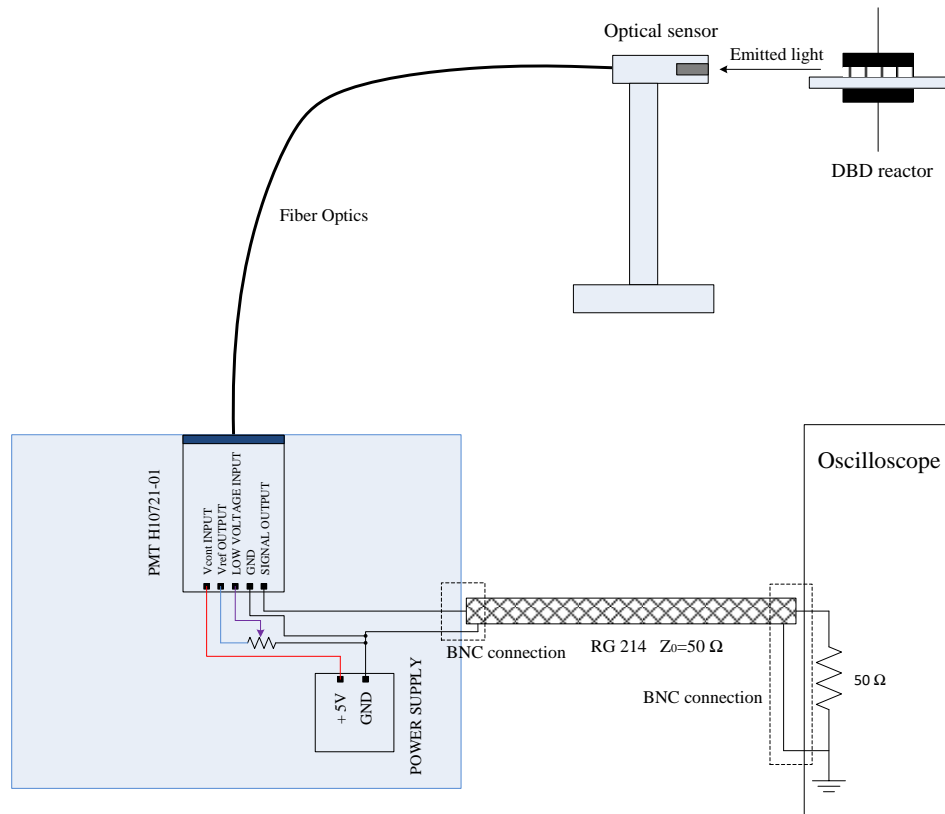 Optical sensor
Emitted light
DBD reactor
Fiber Optics
PMT H10721-01
Vcont INPUT
Vref OUTPUT
LOW VOLTAGE INPUT
GND
SIGNAL OUTPUT
Oscilloscope
BNC connection
RG 214 Z₀=50 Ω
BNC connection
50 Ω
+ 5V
GND
POWER SUPPLY